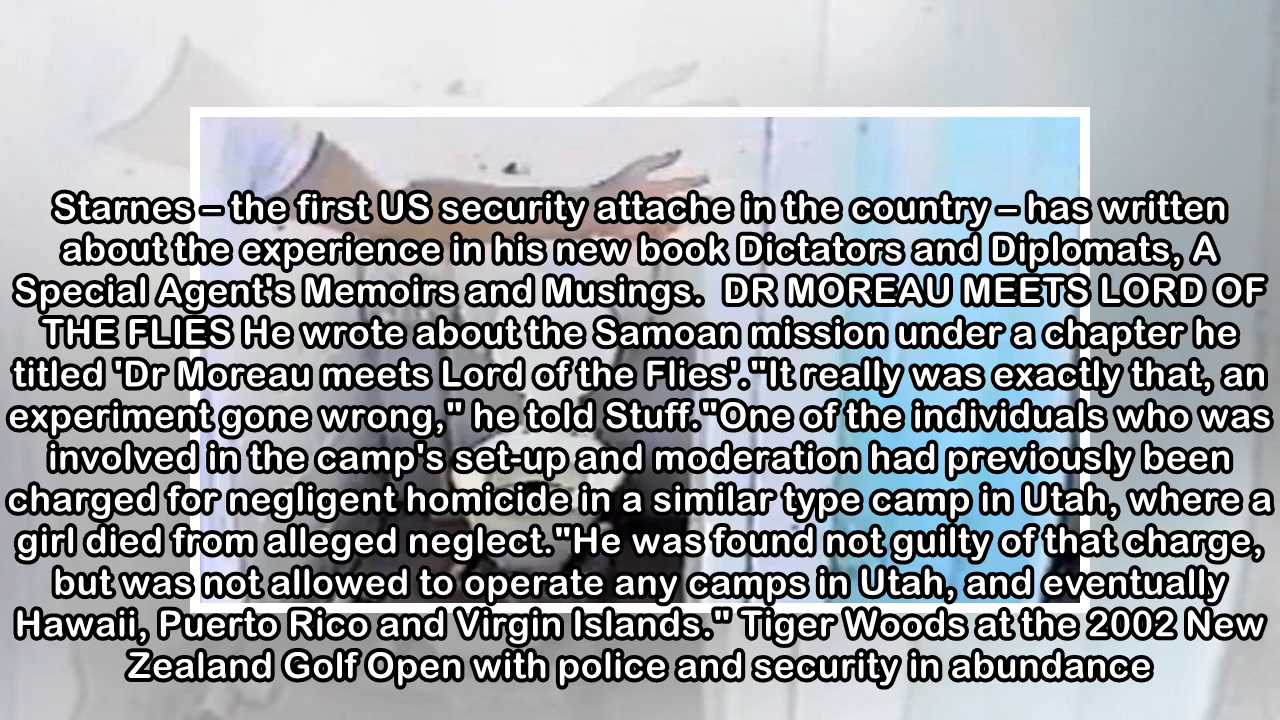 Starnes – the first US security attache in the country – has written
about the experience in his new book Dictators and Diplomats, A
Special Agent's Memoirs and Musings.  DR MOREAU MEETS LORD OF
THE FLIES He wrote about the Samoan mission under a chapter he
titled 'Dr Moreau meets Lord of the Flies'."It really was exactly that, an
experiment gone wrong," he told Stuff."One of the individuals who was
involved in the camp's set-up and moderation had previously been
charged for negligent homicide in a similar type camp in Utah, where a
girl died from alleged neglect."He was found not guilty of that charge,
but was not allowed to operate any camps in Utah, and eventually
Hawaii, Puerto Rico and Virgin Islands." Tiger Woods at the 2002 New
Zealand Golf Open with police and security in abundance